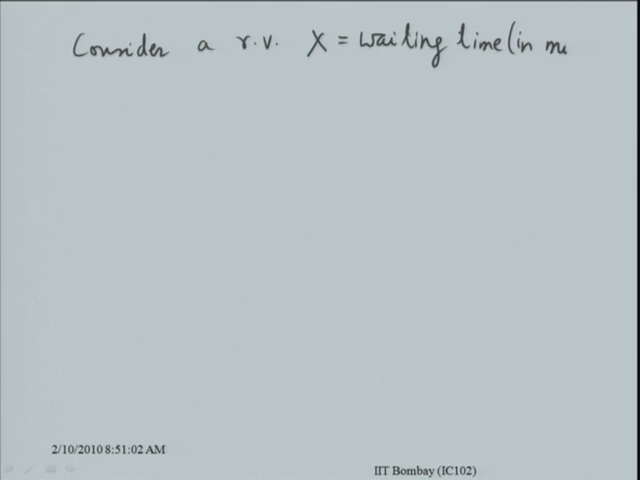 Consider a r.v. X = waiting time (in m
2/10/2010 8:51:02 AM
IIT Bombay (IC102)